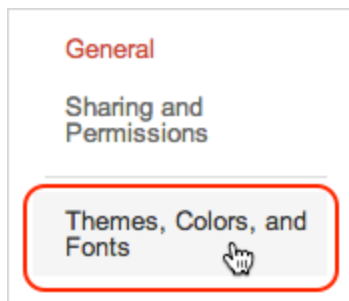 General
Sharing and
Permissions
Themes, Colors, and
Fonts